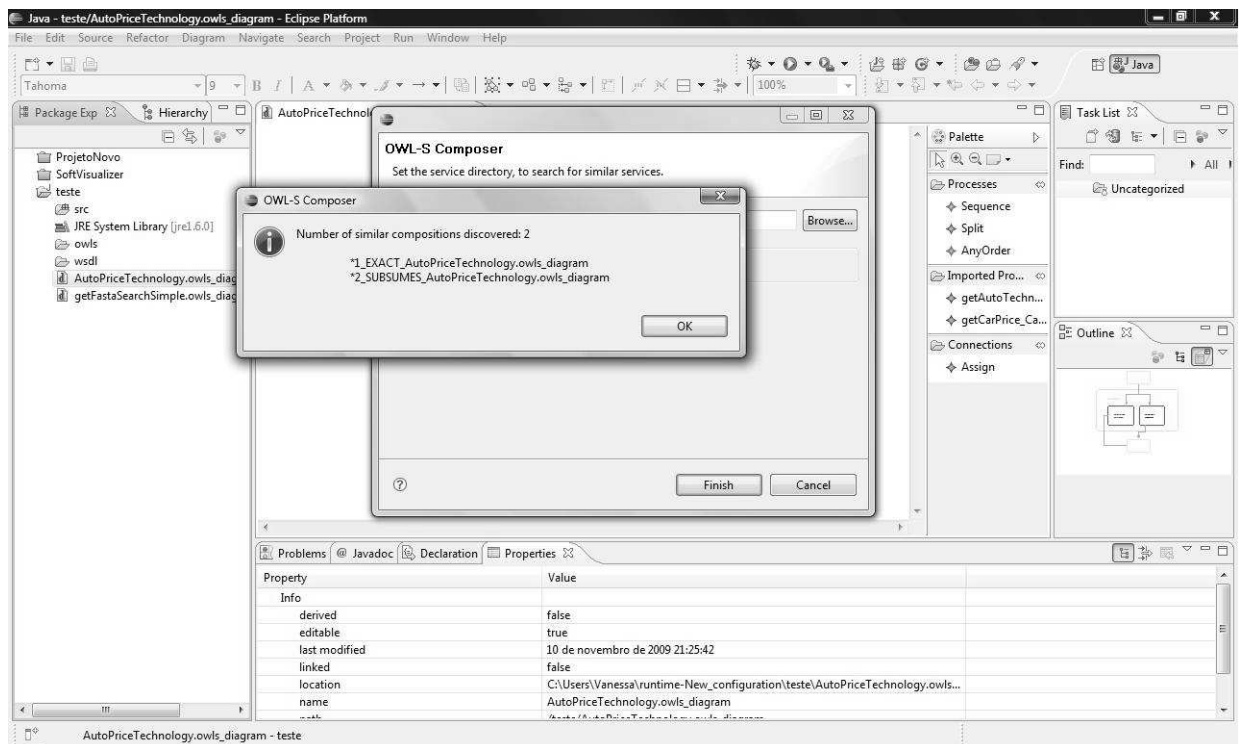 Java - teste/AutoPriceTechnology.owls_diagram - Eclipse Platform
File Edit Source Refactor Diagram Navigate Search Project Run Window Help
Java
Tahoma 9 B I A 100%
Package Exp Hierarchy
ProjetoNovo
SoftVisualizer
teste
src
JRE System Library [jre1.6.0]
owls
wsdl
AutoPriceTechnology.owls_diag
getFastaSearchSimple.owls_diag
AutoPriceTechnol
OWL-S Composer
Set the service directory, to search for similar services.
Browse...
Finish Cancel
OWL-S Composer
Number of similar compositions discovered: 2
*1_EXACT_AutoPriceTechnology.owls_diagram
*2_SUBSUMES_AutoPriceTechnology.owls_diagram
OK
Palette
Processes
Sequence
Split
AnyOrder
Imported Pro...
getAutoTechn...
getCarPrice_Ca...
Connections
Assign
Task List
Find: All
Uncategorized
Outline
Problems @ Javadoc Declaration Properties
Property Value
Info
derived false
editable true
last modified 10 de novembro de 2009 21:25:42
linked false
location C:\Users\Vanessa\runtime-New_configuration\teste\AutoPriceTechnology.owls...
name AutoPriceTechnology.owls_diagram
AutoPriceTechnology.owls_diagram - teste